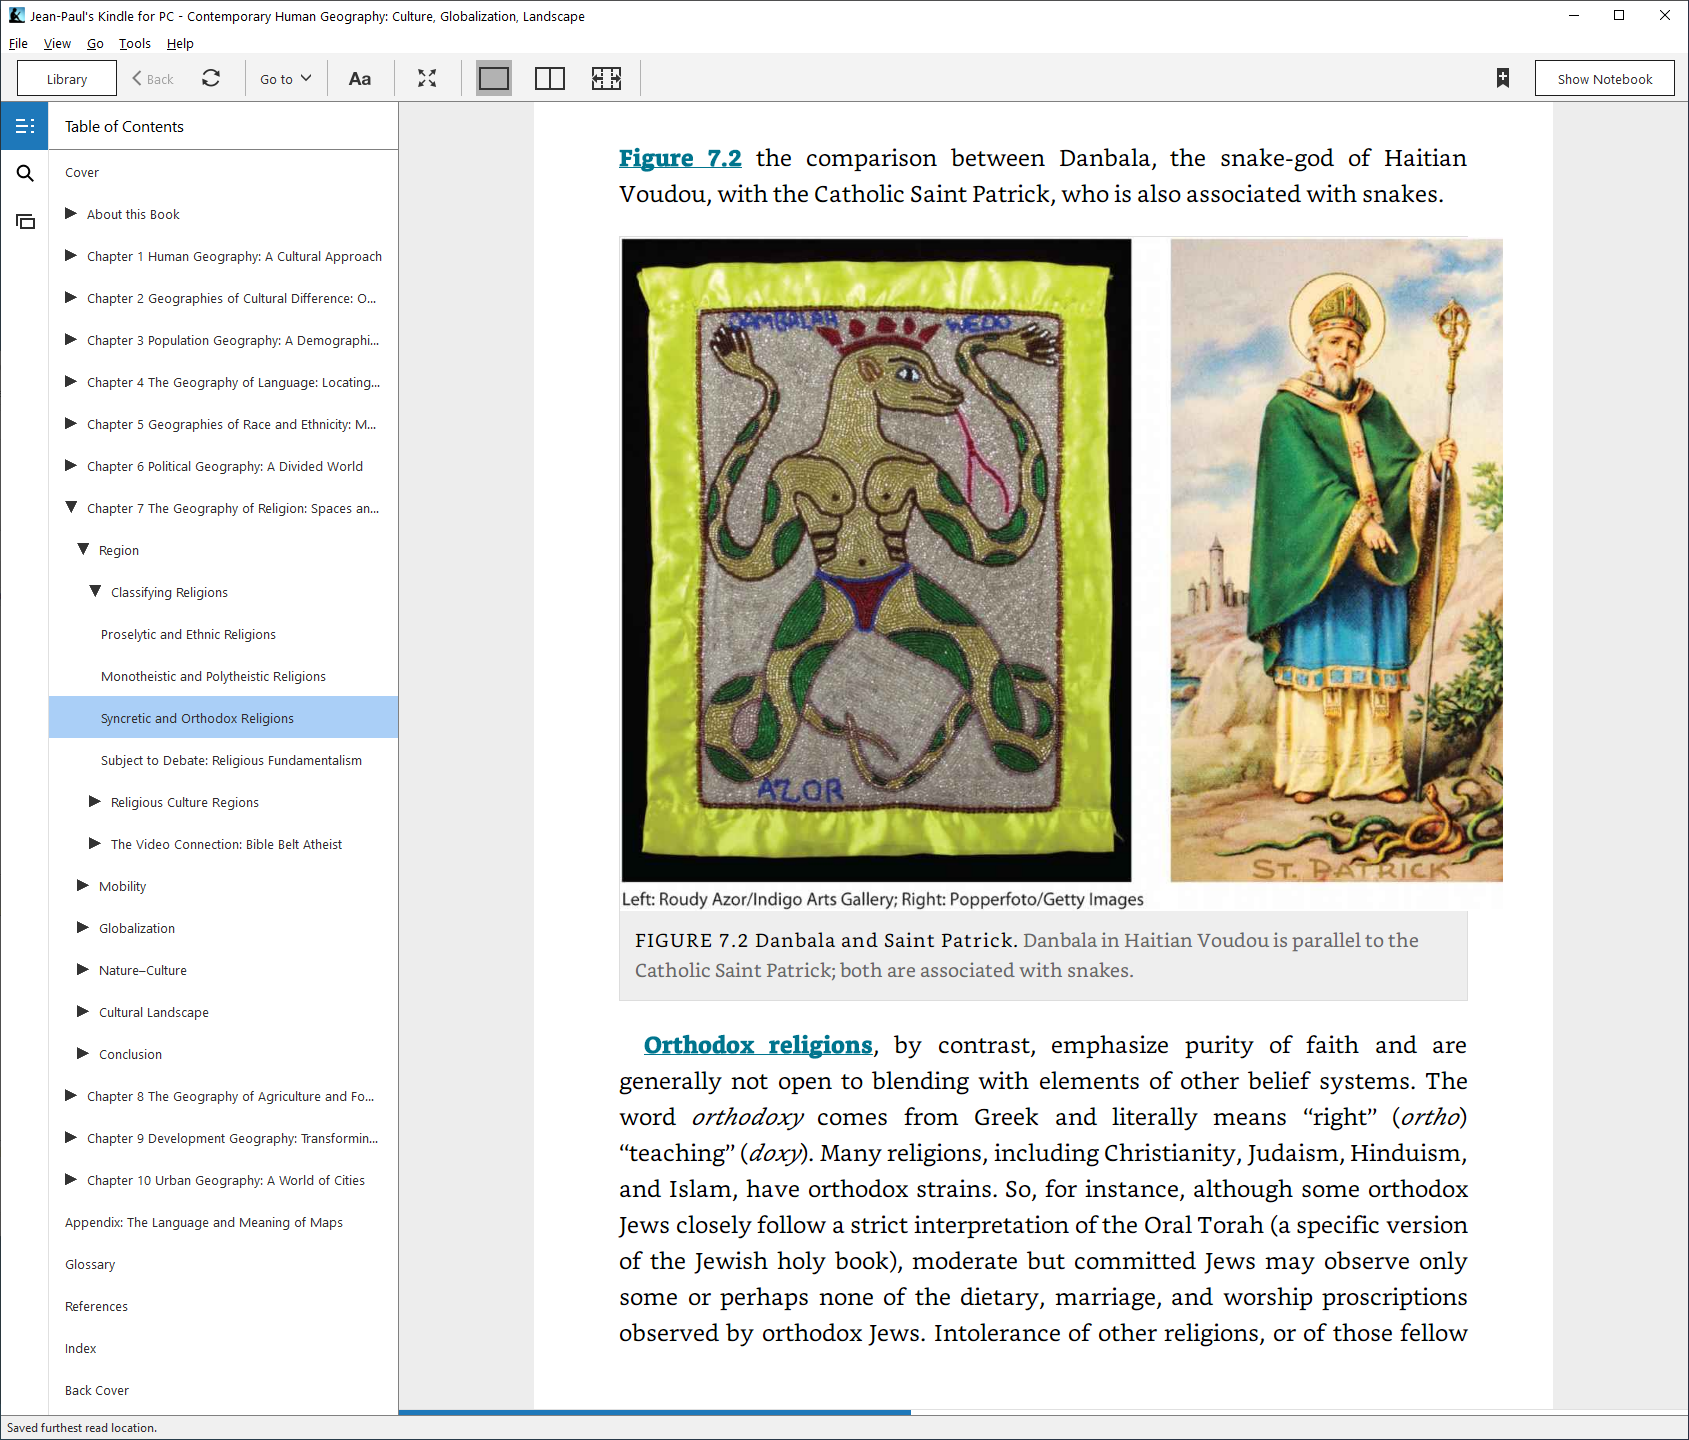 Jean-Paul's Kindle for PC - Contemporary Human Geography: Culture, Globalization, Landscape
File View Go Tools Help
Library
Back
Go to
Aa
Show Notebook
Table of Contents
Cover
About this Book
Chapter 1 Human Geography: A Cultural Approach
Chapter 2 Geographies of Cultural Difference: O...
Chapter 3 Population Geography: A Demographi...
Chapter 4 The Geography of Language: Locating...
Chapter 5 Geographies of Race and Ethnicity: M...
Chapter 6 Political Geography: A Divided World
Chapter 7 The Geography of Religion: Spaces an...
Region
Classifying Religions
Proselytic and Ethnic Religions
Monotheistic and Polytheistic Religions
Syncretic and Orthodox Religions
Subject to Debate: Religious Fundamentalism
Religious Culture Regions
The Video Connection: Bible Belt Atheist
Mobility
Globalization
Nature–Culture
Cultural Landscape
Conclusion
Chapter 8 The Geography of Agriculture and Fo...
Chapter 9 Development Geography: Transformin...
Chapter 10 Urban Geography: A World of Cities
Appendix: The Language and Meaning of Maps
Glossary
References
Index
Back Cover
Figure 7.2 the comparison between Danbala, the snake-god of Haitian
Voudou, with the Catholic Saint Patrick, who is also associated with snakes.
DAMBALAH WEDO
AZOR
ST. PATRICK
Left: Roudy Azor/Indigo Arts Gallery; Right: Popperfoto/Getty Images
FIGURE 7.2 Danbala and Saint Patrick. Danbala in Haitian Voudou is parallel to the
Catholic Saint Patrick; both are associated with snakes.
Orthodox religions, by contrast, emphasize purity of faith and are
generally not open to blending with elements of other belief systems. The
word orthodoxy comes from Greek and literally means “right” (ortho)
“teaching” (doxy). Many religions, including Christianity, Judaism, Hinduism,
and Islam, have orthodox strains. So, for instance, although some orthodox
Jews closely follow a strict interpretation of the Oral Torah (a specific version
of the Jewish holy book), moderate but committed Jews may observe only
some or perhaps none of the dietary, marriage, and worship proscriptions
observed by orthodox Jews. Intolerance of other religions, or of those fellow
Saved furthest read location.